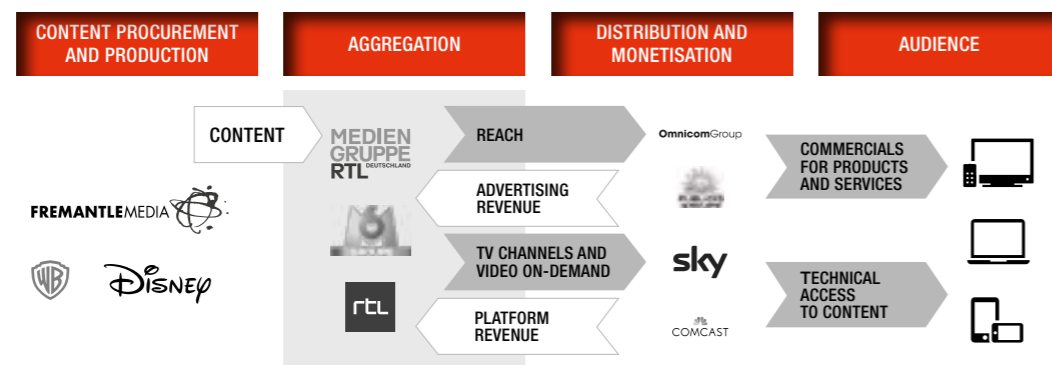 CONTENT PROCUREMENT
AND PRODUCTION
AGGREGATION
DISTRIBUTION AND
MONETISATION
AUDIENCE
CONTENT
MEDIEN
GRUPPE
RTL DEUTSCHLAND
REACH
OmnicomGroup
COMMERCIALS
FOR PRODUCTS
AND SERVICES
ADVERTISING
REVENUE
FREMANTLEMEDIA
TV CHANNELS AND
VIDEO ON-DEMAND
sky
WB
Disney
TECHNICAL
ACCESS
TO CONTENT
rtl
PLATFORM
REVENUE
COMCAST